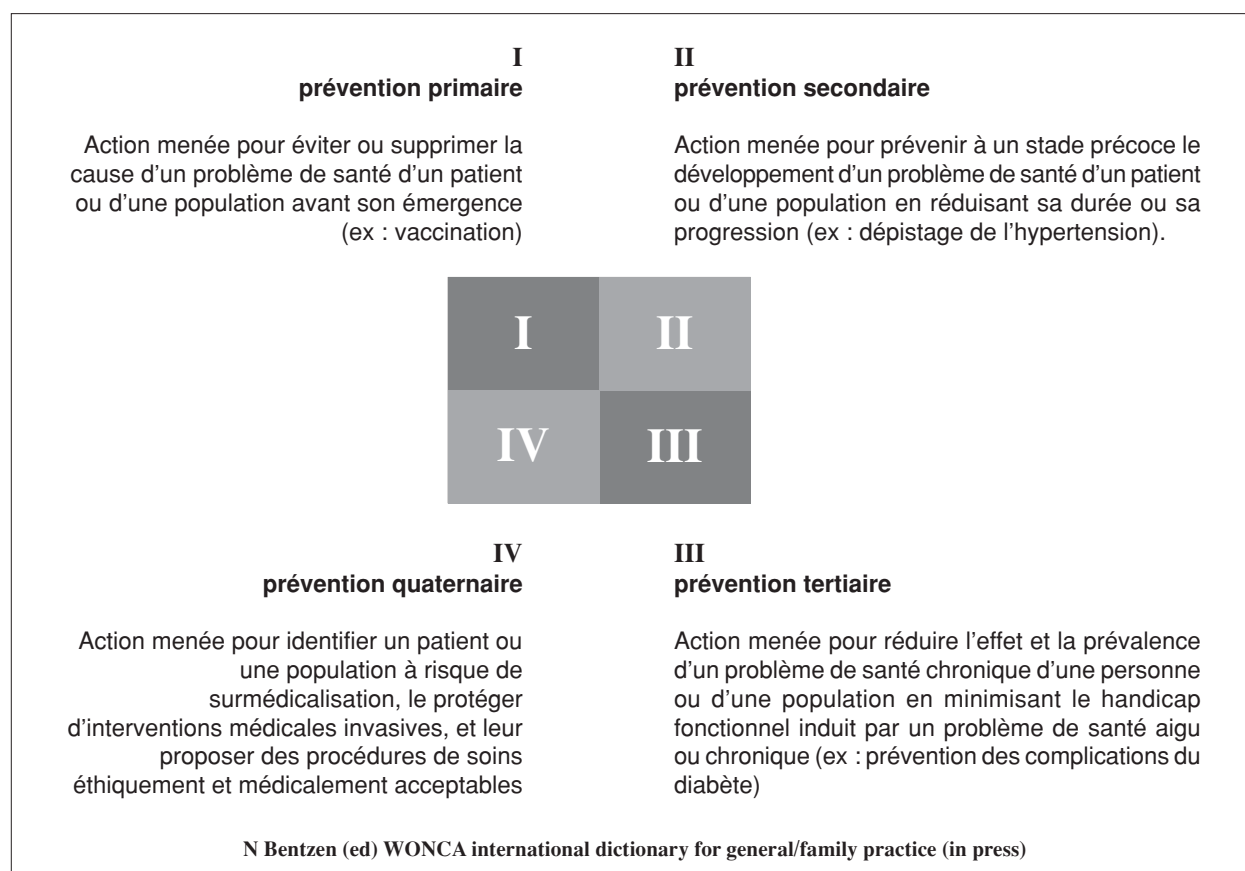 I
prévention primaire
Action menée pour éviter ou supprimer la
cause d'un problème de santé d'un patient
ou d'une population avant son émergence
(ex : vaccination)
II
prévention secondaire
Action menée pour prévenir à un stade précoce le
développement d'un problème de santé d'un patient
ou d'une population en réduisant sa durée ou sa
progression (ex : dépistage de l'hypertension).
I
II
IV
III
IV
prévention quaternaire
Action menée pour identifier un patient ou
une population à risque de
surmédicalisation, le protéger
d'interventions médicales invasives, et leur
proposer des procédures de soins
éthiquement et médicalement acceptables
III
prévention tertiaire
Action menée pour réduire l'effet et la prévalence
d'un problème de santé chronique d'une personne
ou d'une population en minimisant le handicap
fonctionnel induit par un problème de santé aigu
ou chronique (ex : prévention des complications du
diabète)
N Bentzen (ed) WONCA international dictionary for general/family practice (in press)